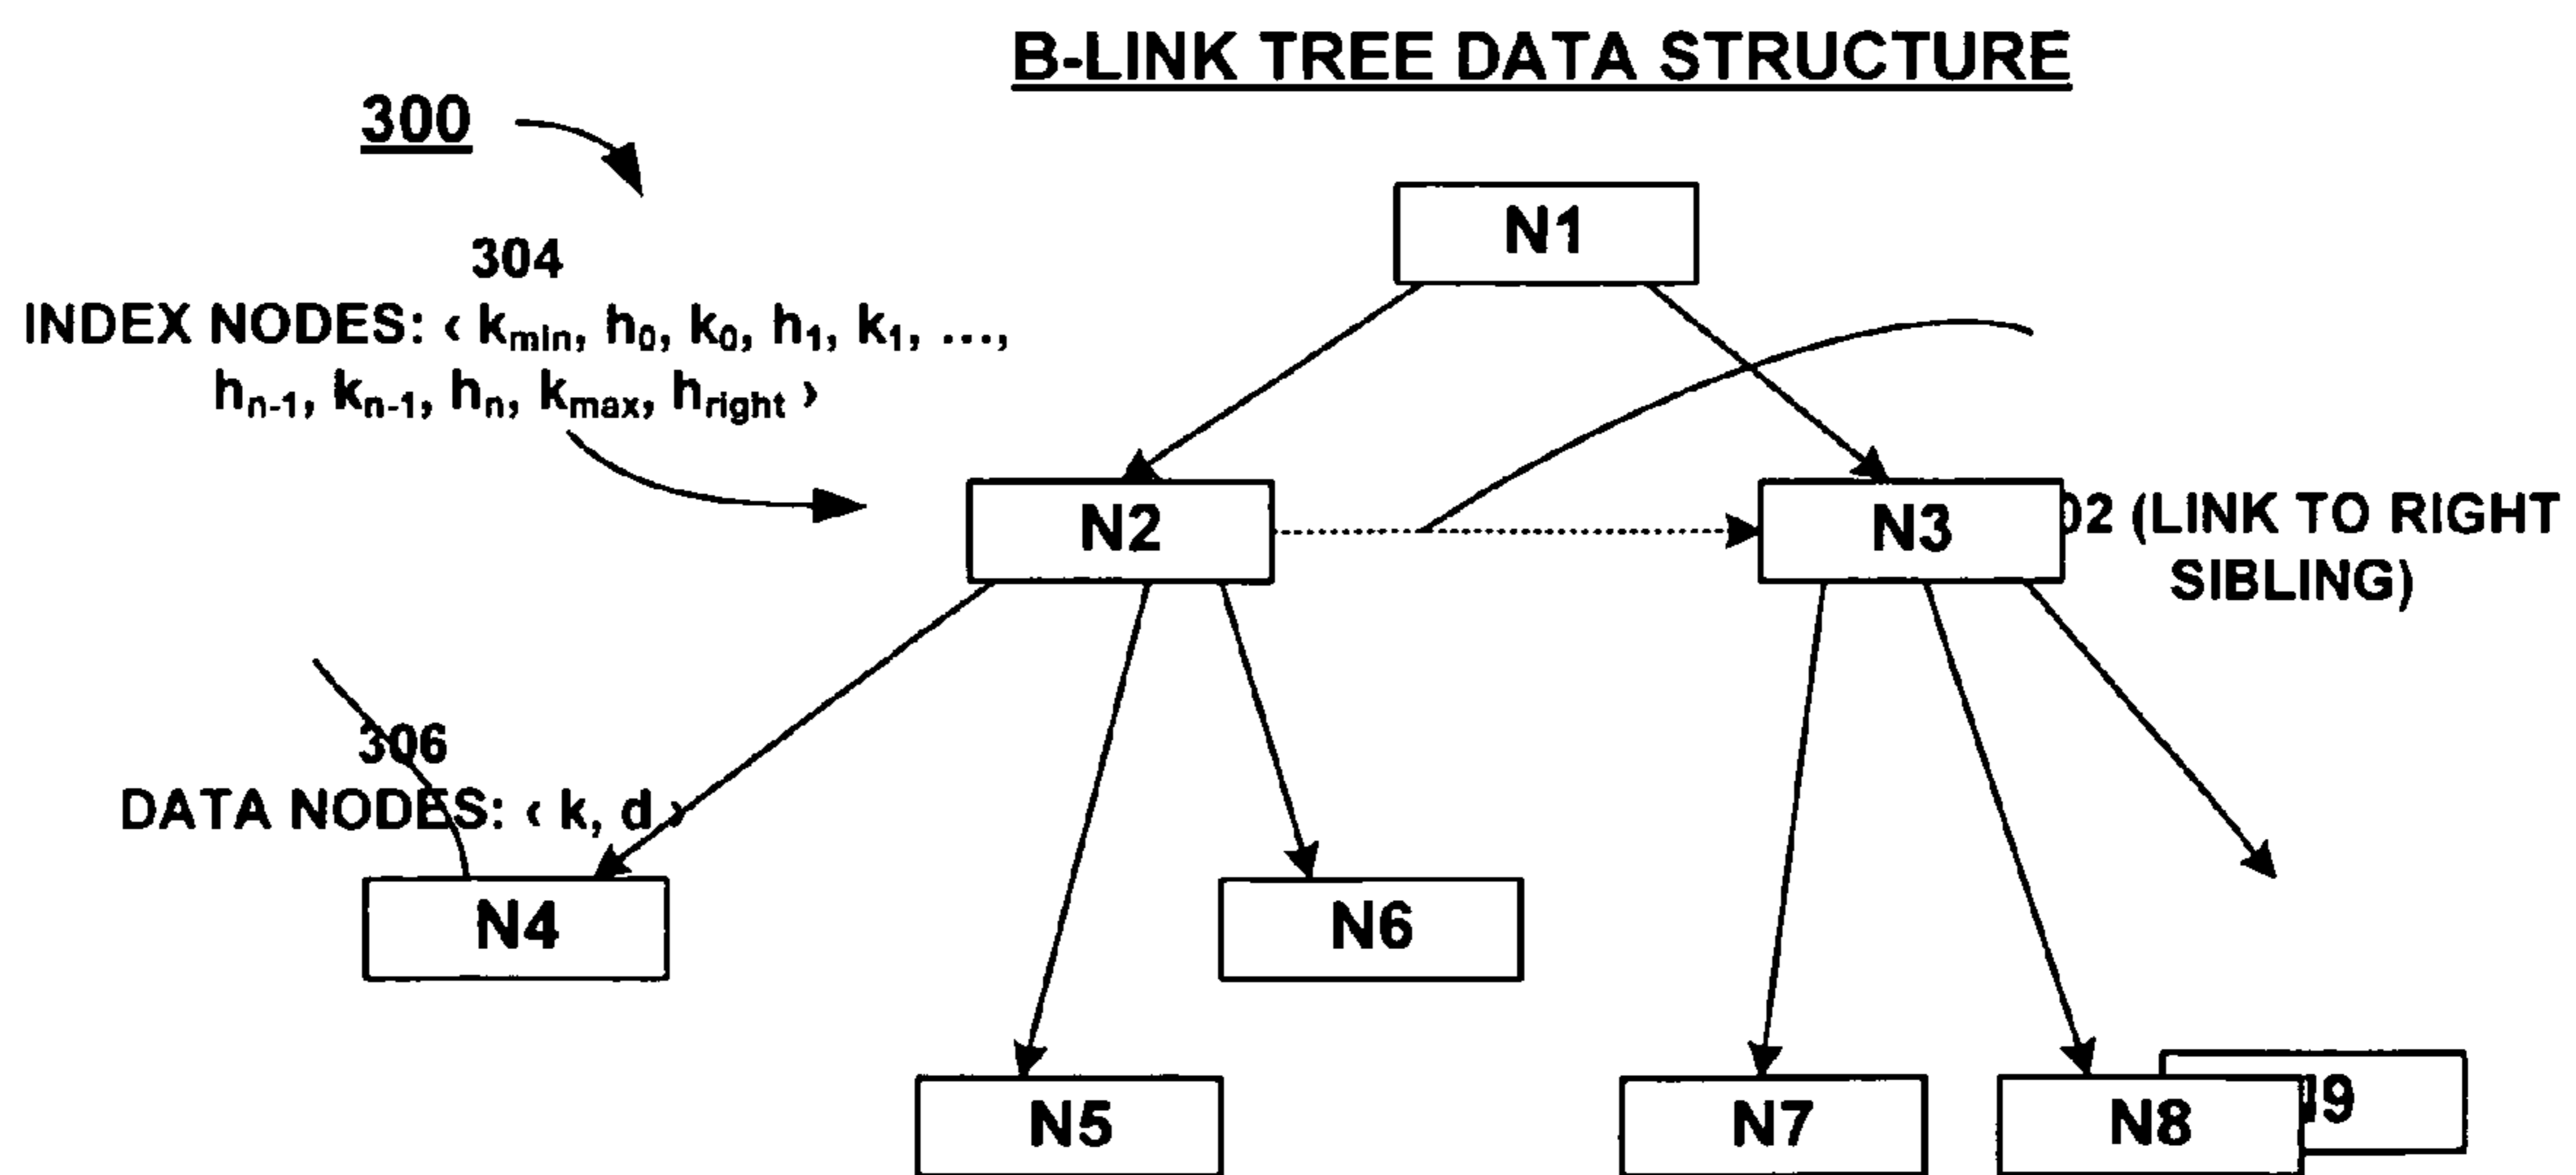 B-LINK TREE DATA STRUCTURE
300
N1
304
INDEX NODES: ‹ kmin, h0, k0, h1, k1, ...,
hn-1, kn-1, hn, kmax, hright ›
N2
N3
02 (LINK TO RIGHT
SIBLING)
306
DATA NODES: ‹ k, d ›
N4
N6
N5
N7
N8
9